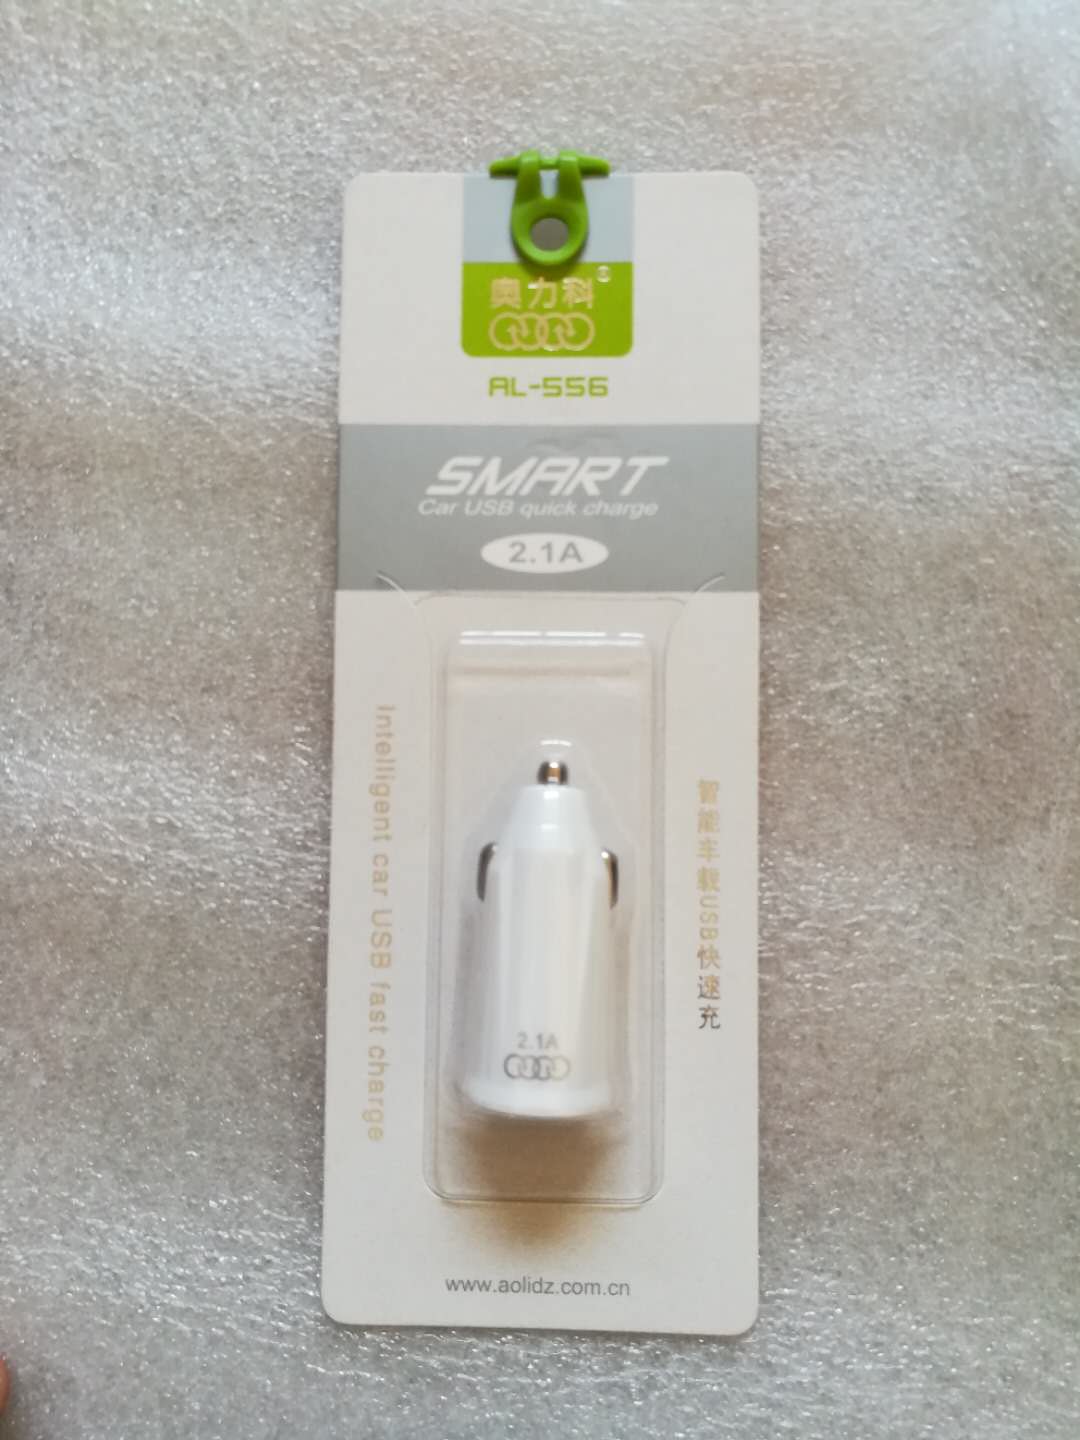 奥力科
AL-556
SMART
Car USB quick charge
2.1A
Intelligent car USB fast charge
智能车载USB快速充
2.1A
www.aolidz.com.cn